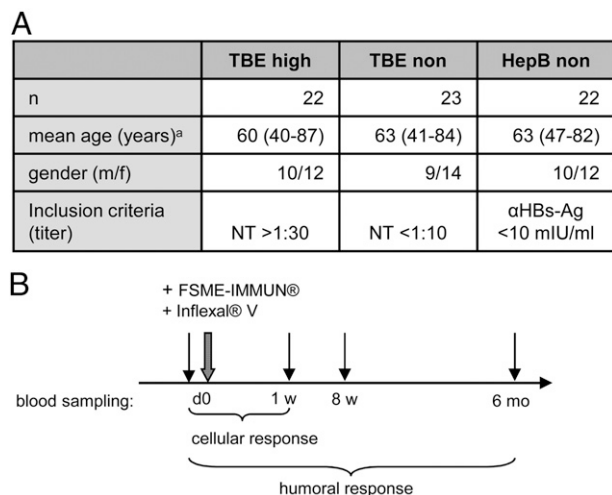 A
TBE high TBE non HepB non
n 22 23 22
mean age (years)a 60 (40-87) 63 (41-84) 63 (47-82)
gender (m/f) 10/12 9/14 10/12
Inclusion criteria (titer) NT >1:30 NT <1:10 αHBs-Ag <10 mIU/ml
B
+ FSME-IMMUN®
+ Inflexal® V
blood sampling: d0 1 w 8 w 6 mo
cellular response
humoral response